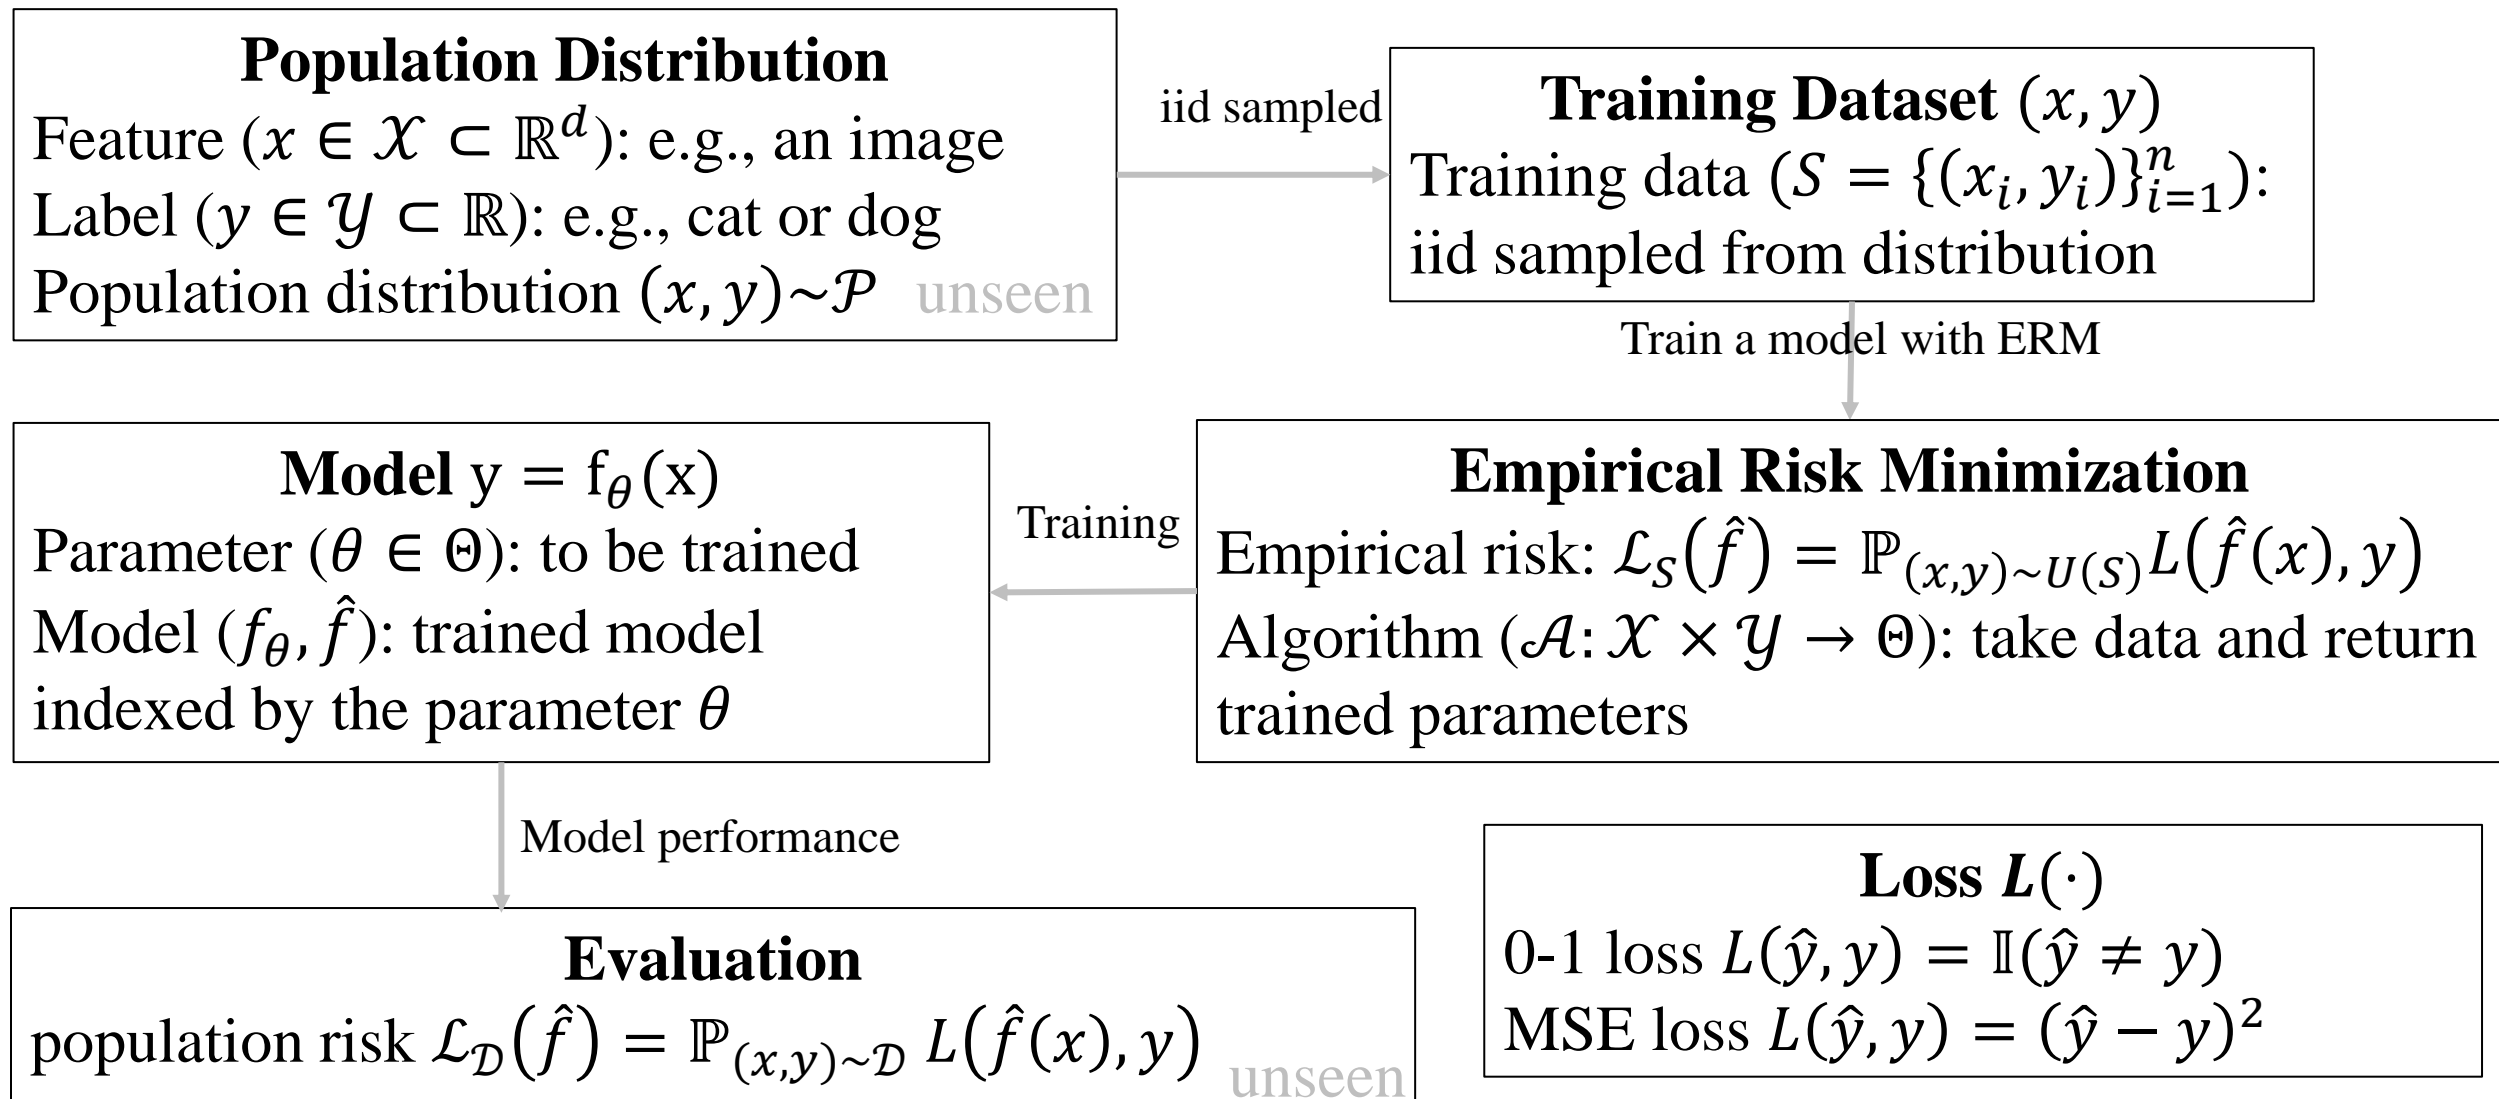 Population Distribution
Feature (𝑥 ∈ 𝒳 ⊂ ℝ^𝑑): e.g., an image
Label (𝑦 ∈ 𝒴 ⊂ ℝ): e.g., cat or dog
Population distribution (𝑥, 𝑦)~𝒫
unseen
iid sampled
Training Dataset (𝑥, 𝑦)
Training data (𝑆 = {(𝑥_𝑖, 𝑦_𝑖)}_{𝑖=1}^𝑛):
iid sampled from distribution
Train a model with ERM
Empirical Risk Minimization
Empirical risk: ℒ_𝑆(𝑓̂) = ℙ_{(𝑥,𝑦)~𝑈(𝑆)}𝐿(𝑓̂(𝑥), 𝑦)
Algorithm (𝒜: 𝒳 × 𝒴 → Θ): take data and return
trained parameters
Training
Model y = f_𝜃(x)
Parameter (𝜃 ∈ Θ): to be trained
Model (𝑓_𝜃, 𝑓̂): trained model
indexed by the parameter 𝜃
Model performance
Evaluation
population risk ℒ_𝒟(𝑓̂) = ℙ_{(𝑥,𝑦)~𝒟} 𝐿(𝑓̂(𝑥), 𝑦)
unseen
Loss 𝑳(·)
0-1 loss 𝐿(𝑦̂, 𝑦) = 𝕀(𝑦̂ ≠ 𝑦)
MSE loss 𝐿(𝑦̂, 𝑦) = (𝑦̂ − 𝑦)²